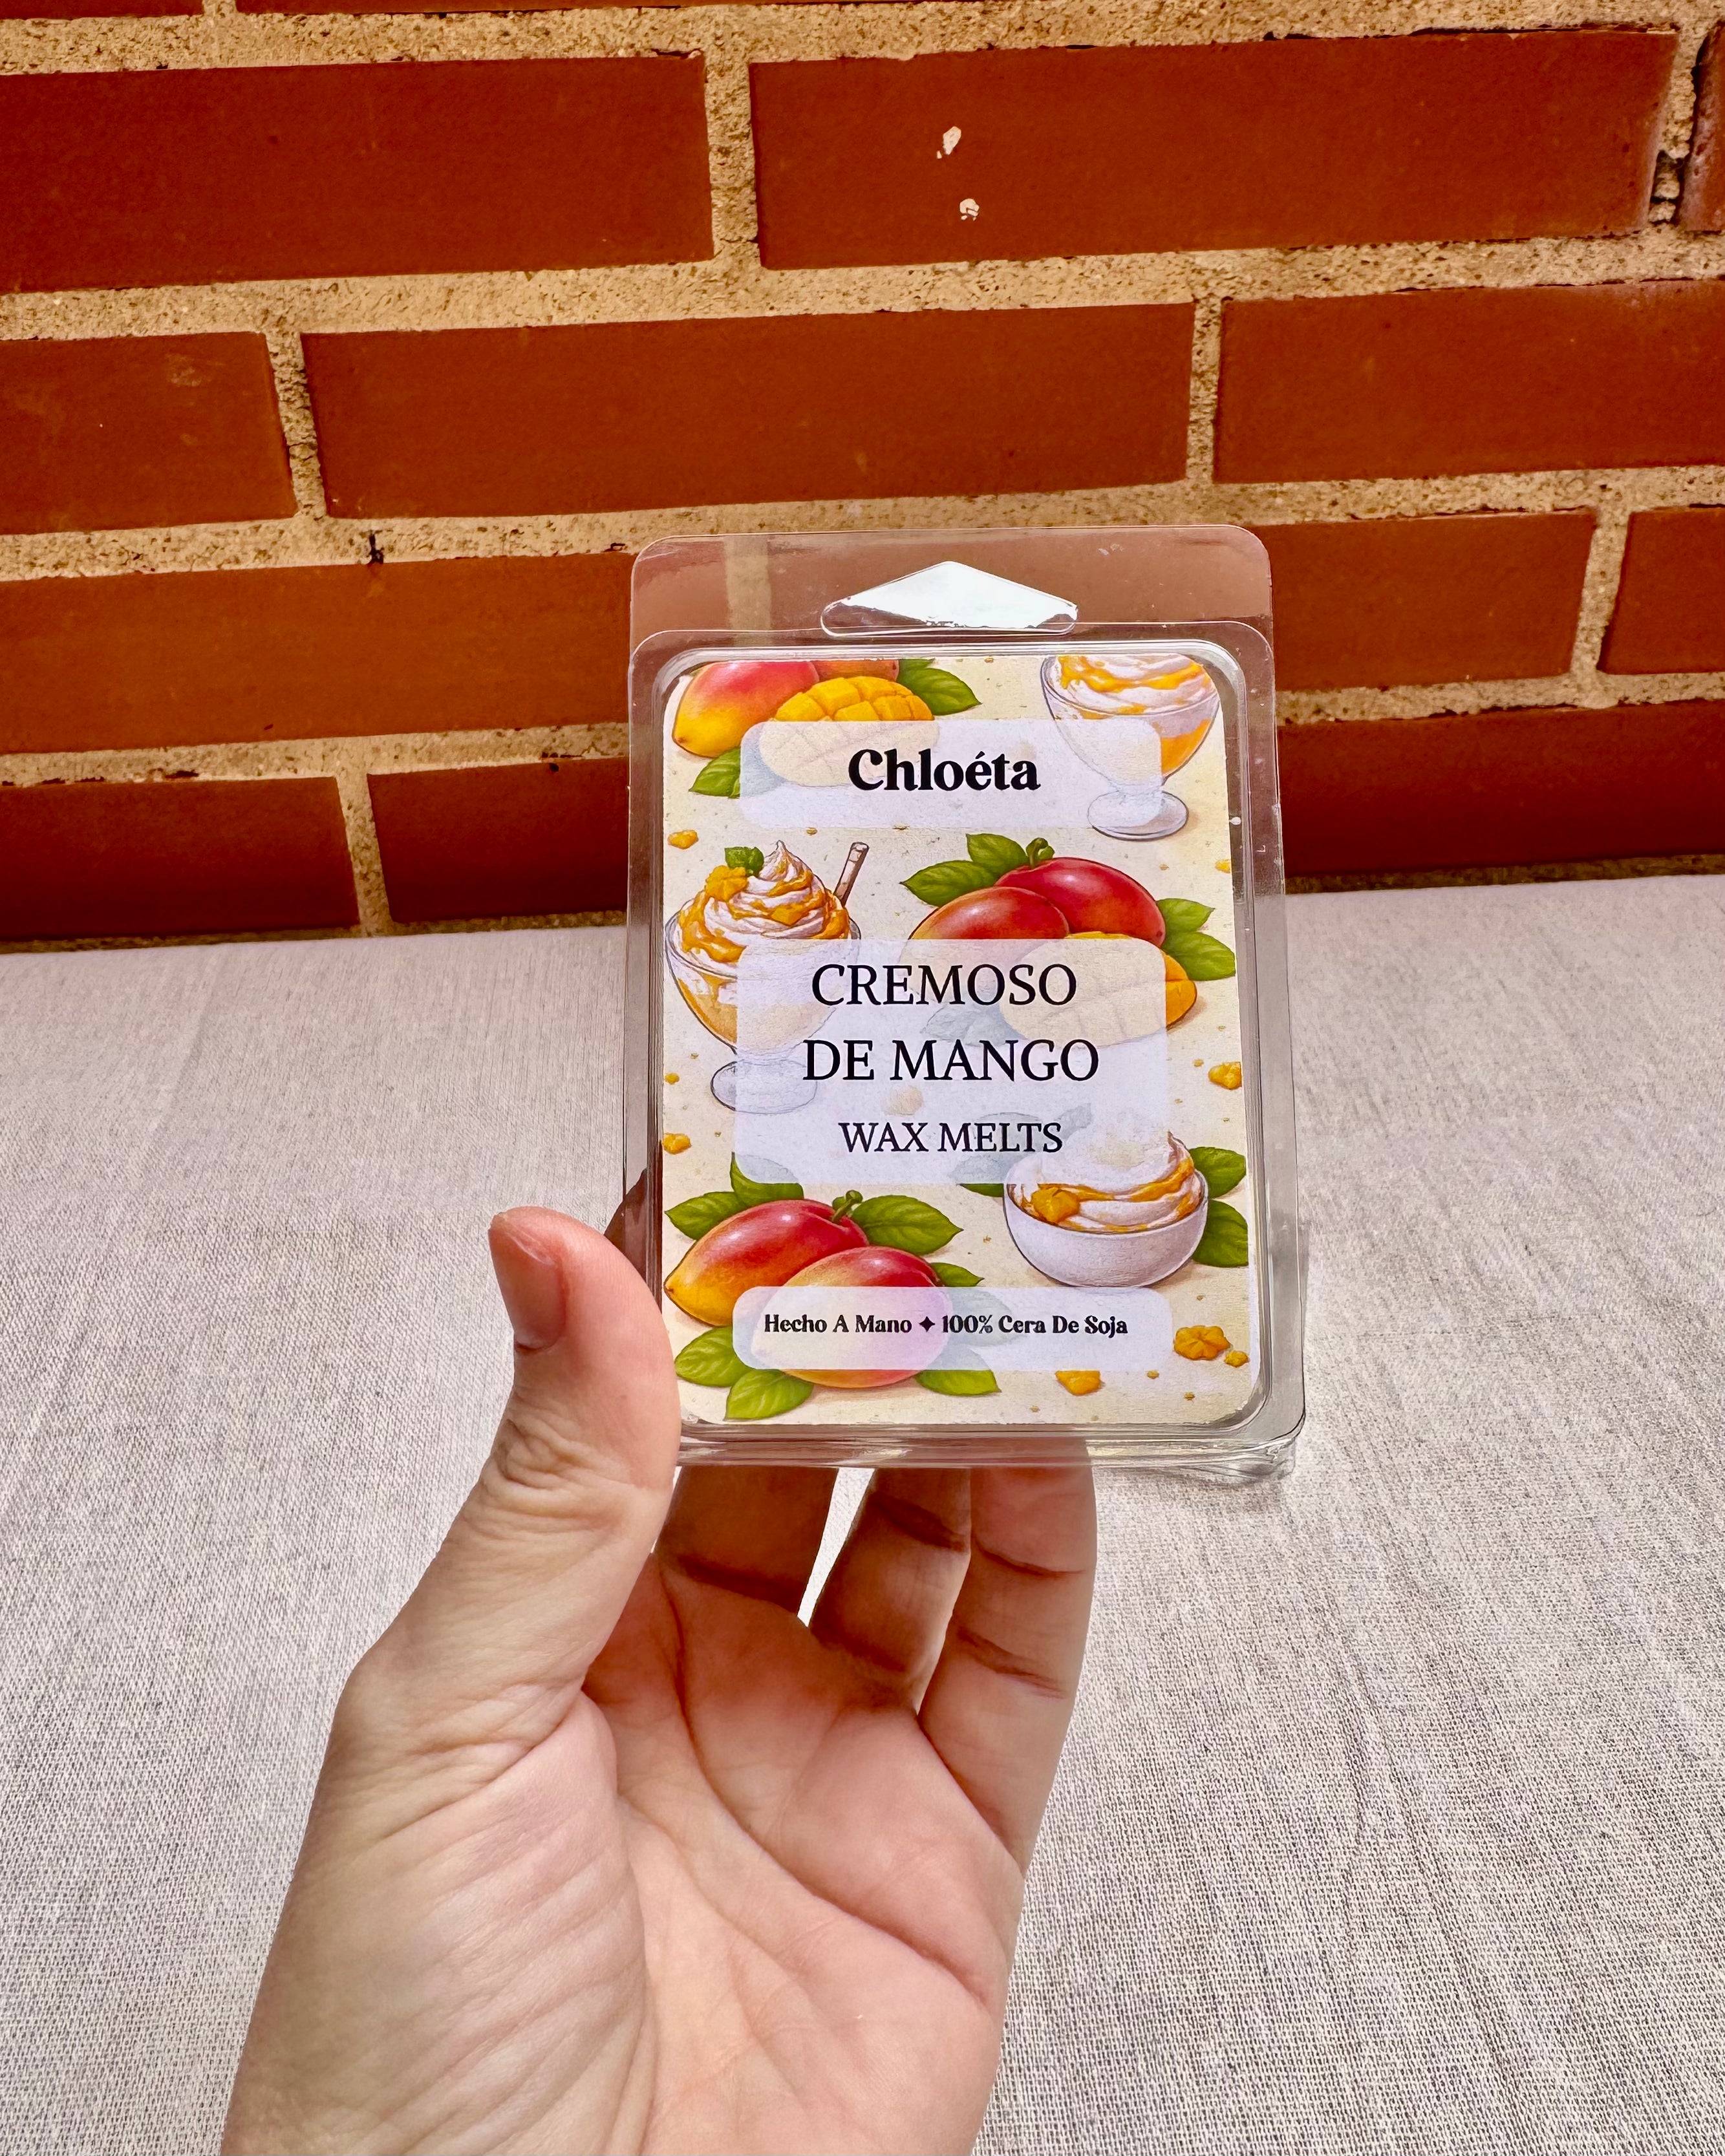 Chloéta
CREMOSO
DE MANGO
WAX MELTS
Hecho A Mano ✦ 100% Cera De Soja